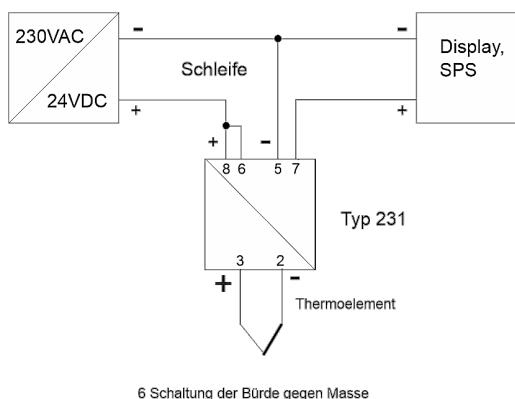 230VAC
24VDC
-
+
Schleife
-
+
Display,
SPS
+
-
8 6 5 7
Typ 231
3 2
+
-
Thermoelement
6 Schaltung der Bürde gegen Masse